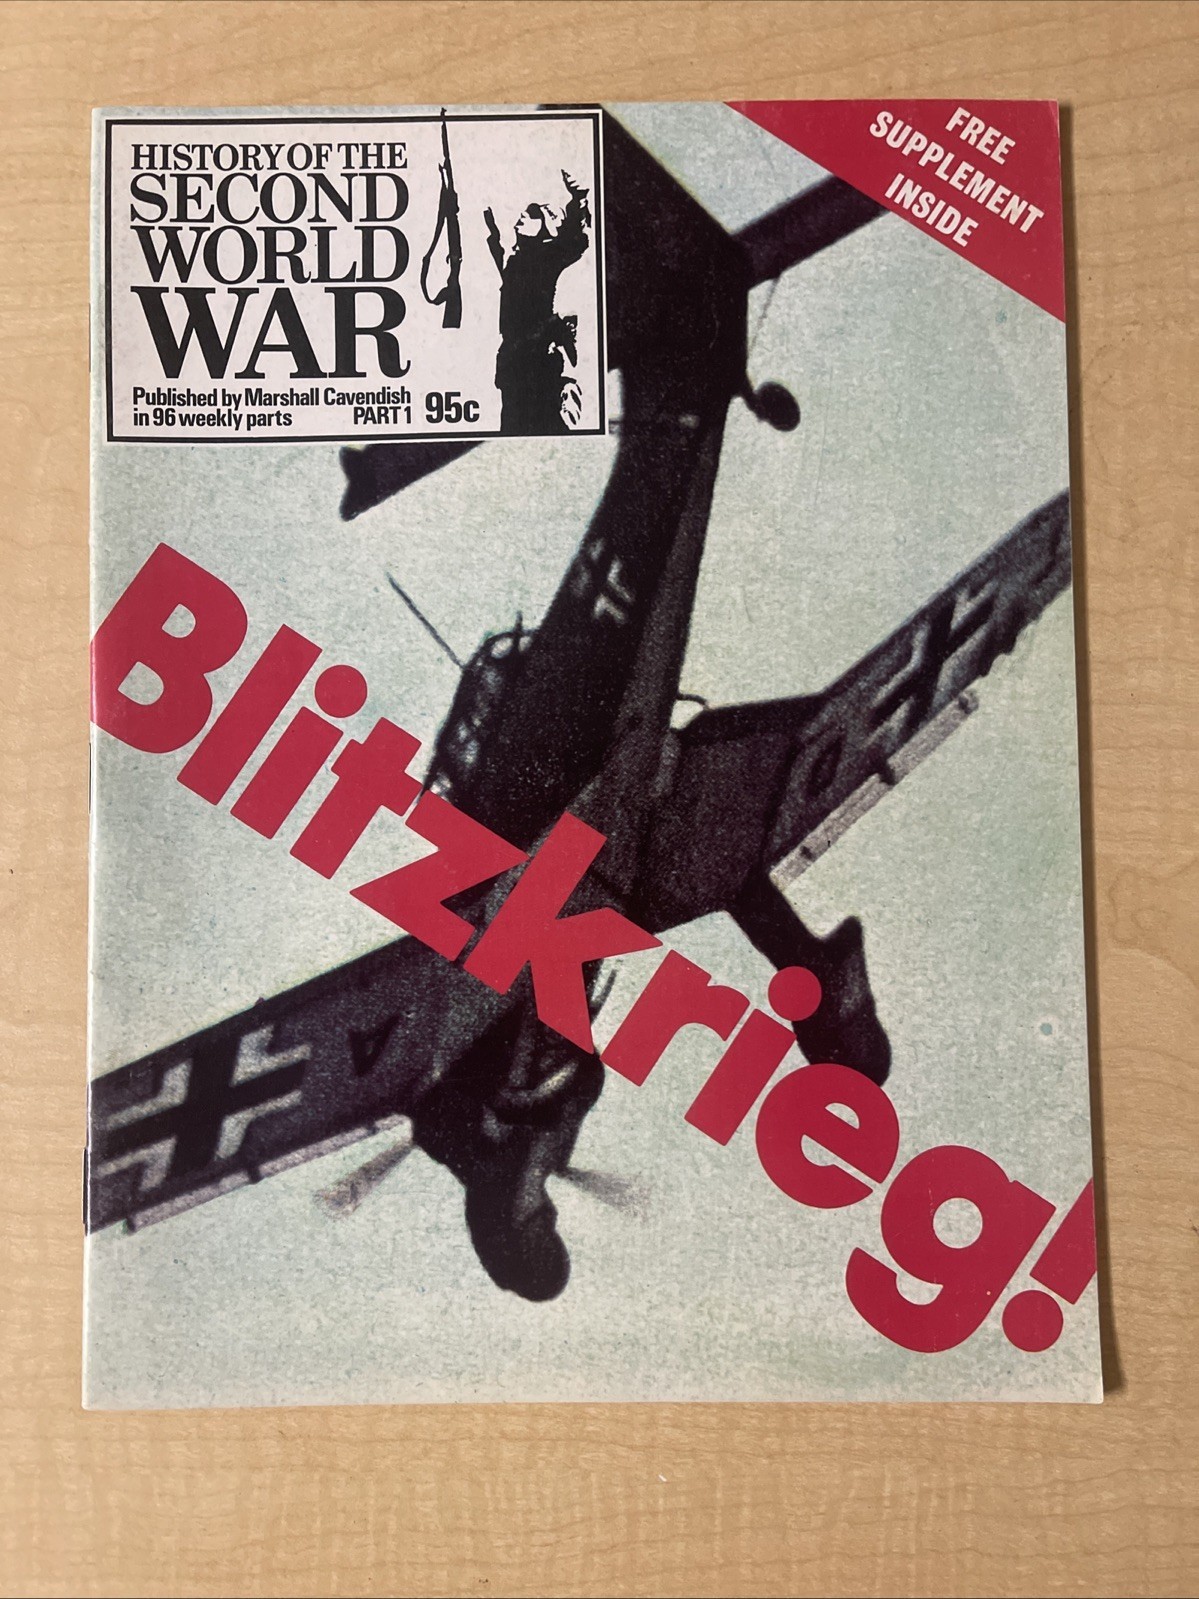 HISTORY OF THE
SECOND
WORLD
WAR
Published by Marshall Cavendish
in 96 weekly parts PART 1 95c
FREE
SUPPLEMENT
INSIDE
Blitzkrieg!